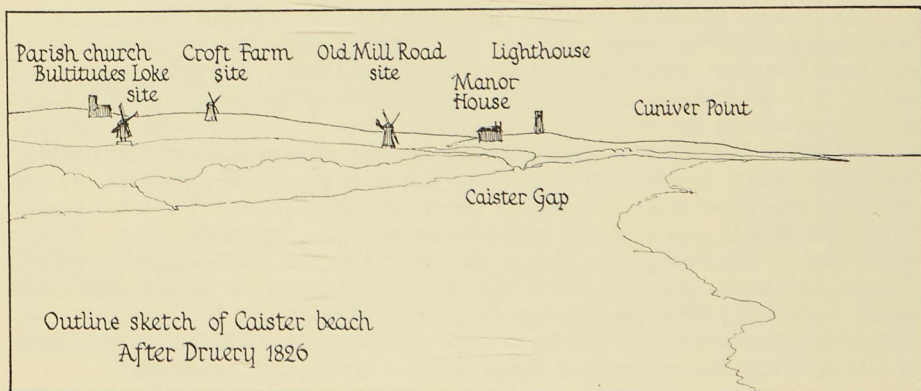 Parish church
Bultitudes Loke
site
Croft Farm
site
Old Mill Road
site
Lighthouse
Manor
House
Cuniver Point
Caister Gap
Outline sketch of Caister beach
After Druery 1826